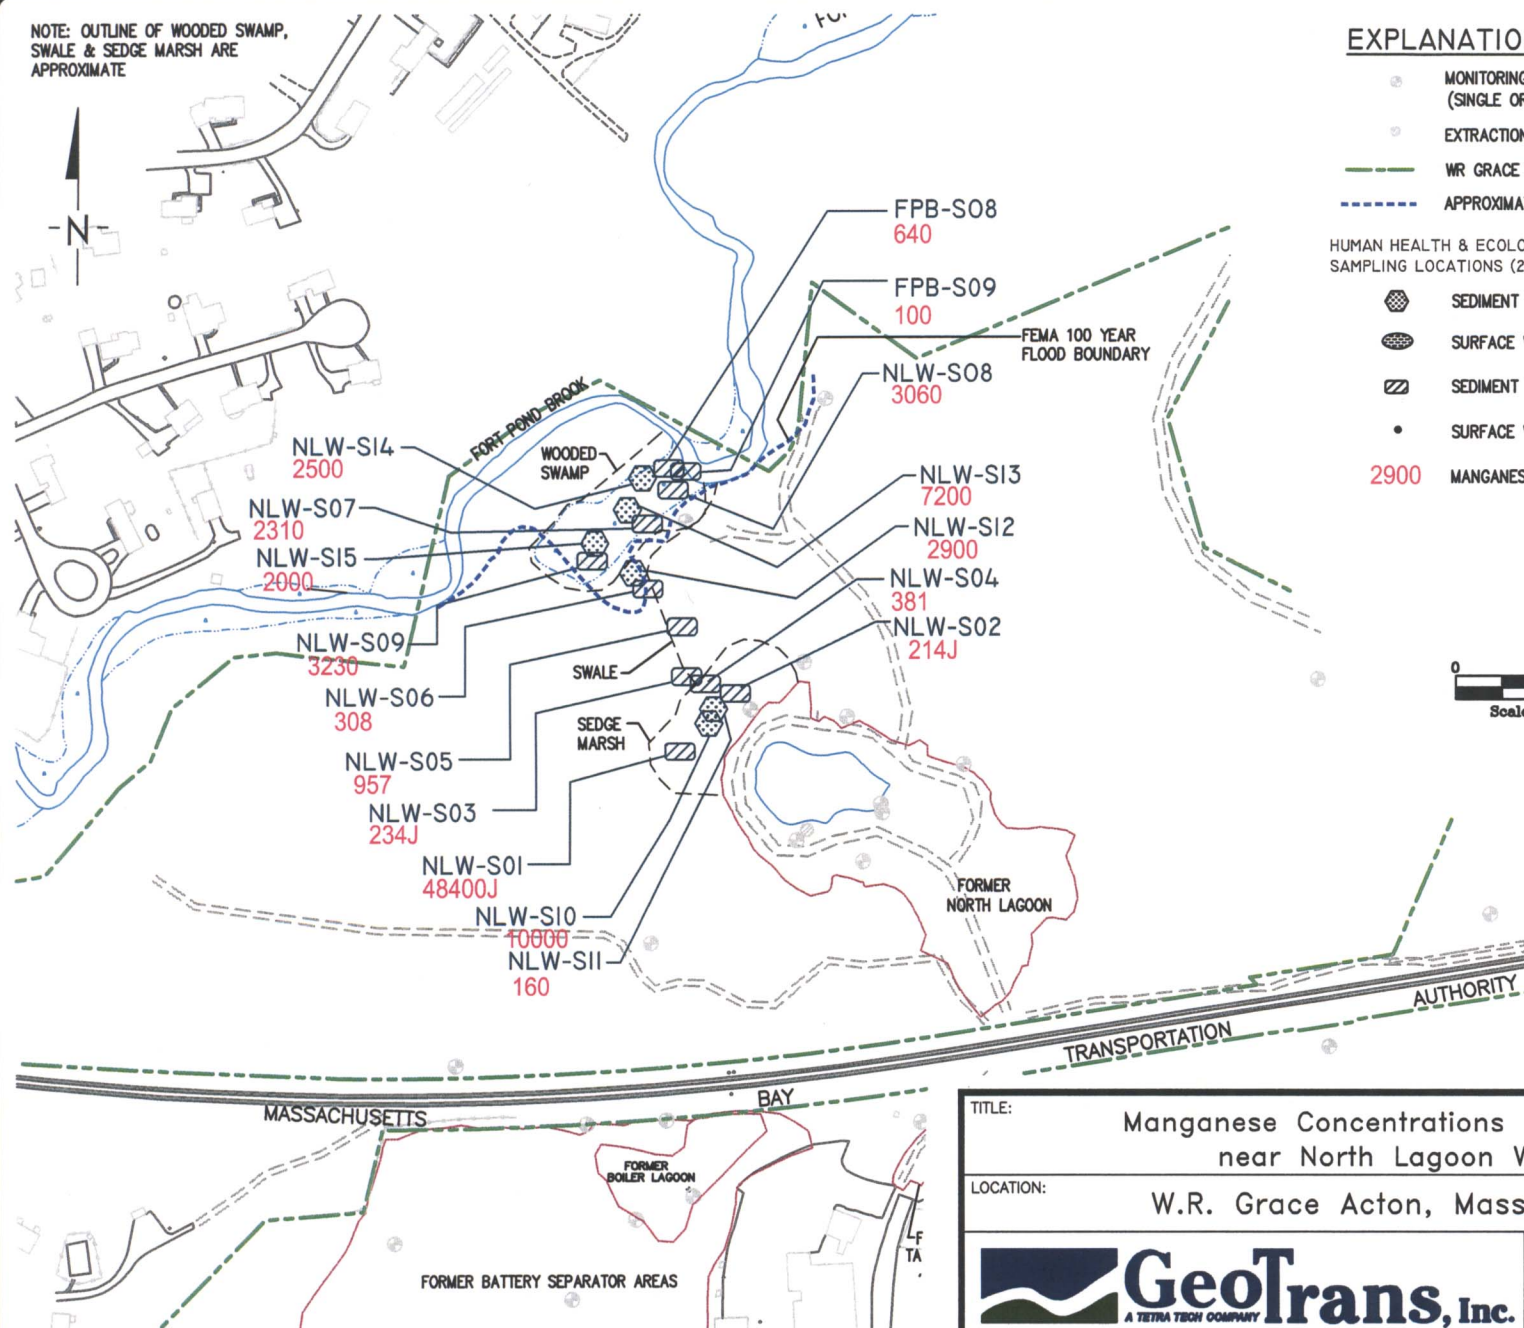 NOTE: OUTLINE OF WOODED SWAMP,
SWALE & SEDGE MARSH ARE
APPROXIMATE
N
FPB-S08
640
FPB-S09
100
FEMA 100 YEAR
FLOOD BOUNDARY
NLW-S08
3060
FORT POND BROOK
WOODED
SWAMP
NLW-S14
2500
NLW-S07
2310
NLW-S15
2000
NLW-S13
7200
NLW-S12
2900
NLW-S04
381
NLW-S02
214J
NLW-S09
3230
SWALE
NLW-S06
308
SEDGE
MARSH
NLW-S05
957
NLW-S03
234J
NLW-S01
48400J
NLW-S10
10000
NLW-S11
160
FORMER
NORTH LAGOON
MASSACHUSETTS
BAY
TRANSPORTATION
AUTHORITY
FORMER
BOILER LAGOON
FORMER BATTERY SEPARATOR AREAS
EXPLANATIO
MONITORING
(SINGLE OR
EXTRACTION
WR GRACE
APPROXIMA
HUMAN HEALTH & ECOLO
SAMPLING LOCATIONS (2
SEDIMENT
SURFACE
SEDIMENT
SURFACE
2900 MANGANES
0
Scale
TITLE:
Manganese Concentrations
near North Lagoon W
LOCATION:
W.R. Grace Acton, Mass
GeoTrans, Inc.
A TETRA TECH COMPANY